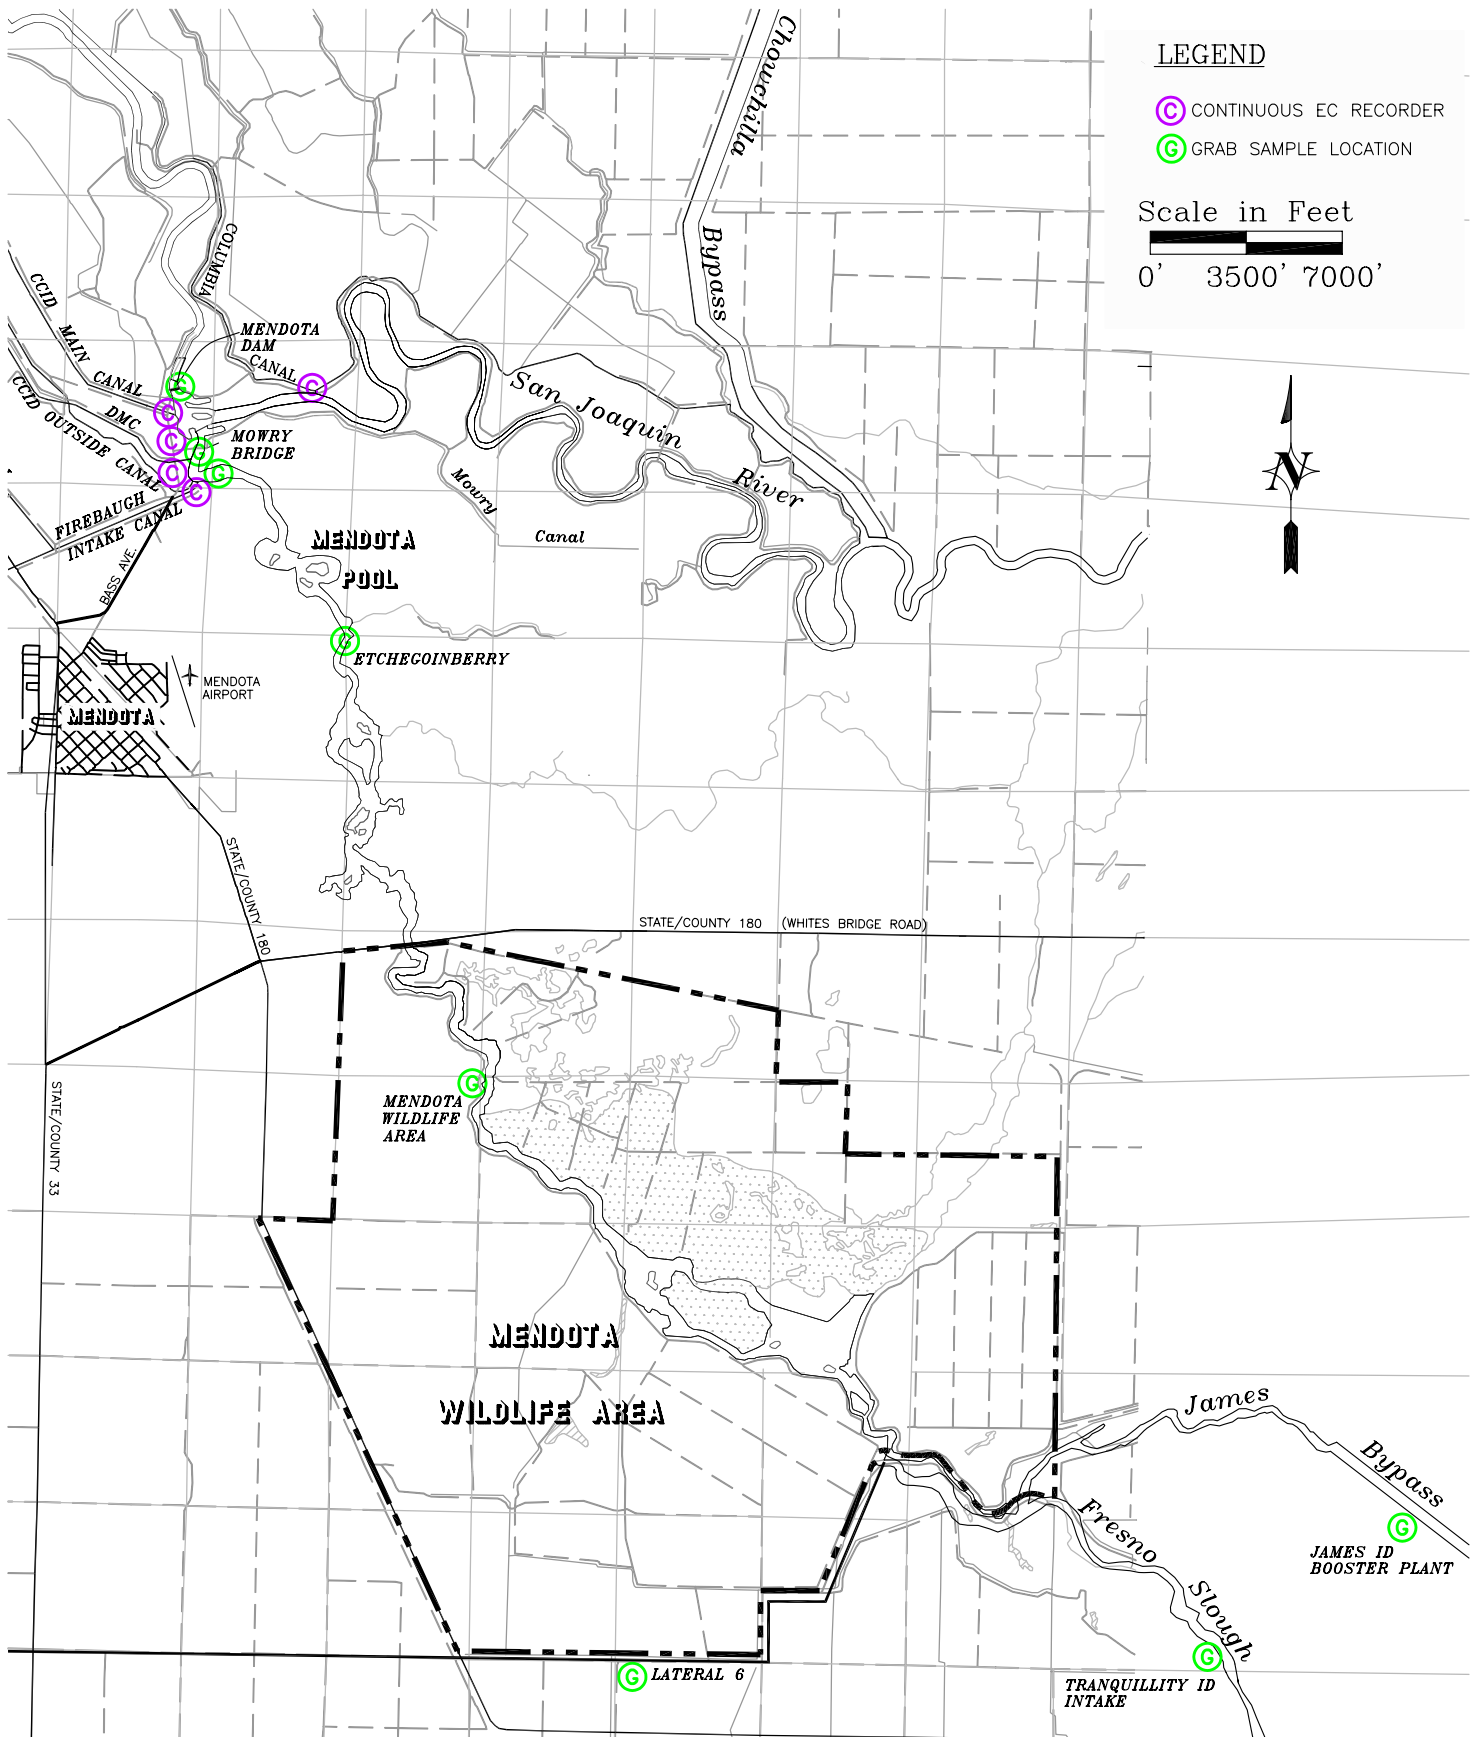 LEGEND
C CONTINUOUS EC RECORDER
G GRAB SAMPLE LOCATION
Scale in Feet
0' 3500' 7000'
N
Chowchilla
Bypass
COLUMBIA
CANAL
CCID
MAIN
CANAL
MENDOTA
DAM
G
C
C
DMC
C
CCID OUTSIDE CANAL
MOWRY
BRIDGE
G
G
C
C
FIREBAUGH
INTAKE CANAL
BASS AVE.
San Joaquin
River
Mowry
Canal
MENDOTA
POOL
G
ETCHEGOINBERRY
MENDOTA
AIRPORT
MENDOTA
STATE/COUNTY 180
STATE/COUNTY 180 (WHITES BRIDGE ROAD)
STATE/COUNTY 33
G
MENDOTA
WILDLIFE
AREA
MENDOTA
WILDLIFE AREA
James
Bypass
G
JAMES ID
BOOSTER PLANT
Fresno
Slough
G
TRANQUILLITY ID
INTAKE
G LATERAL 6